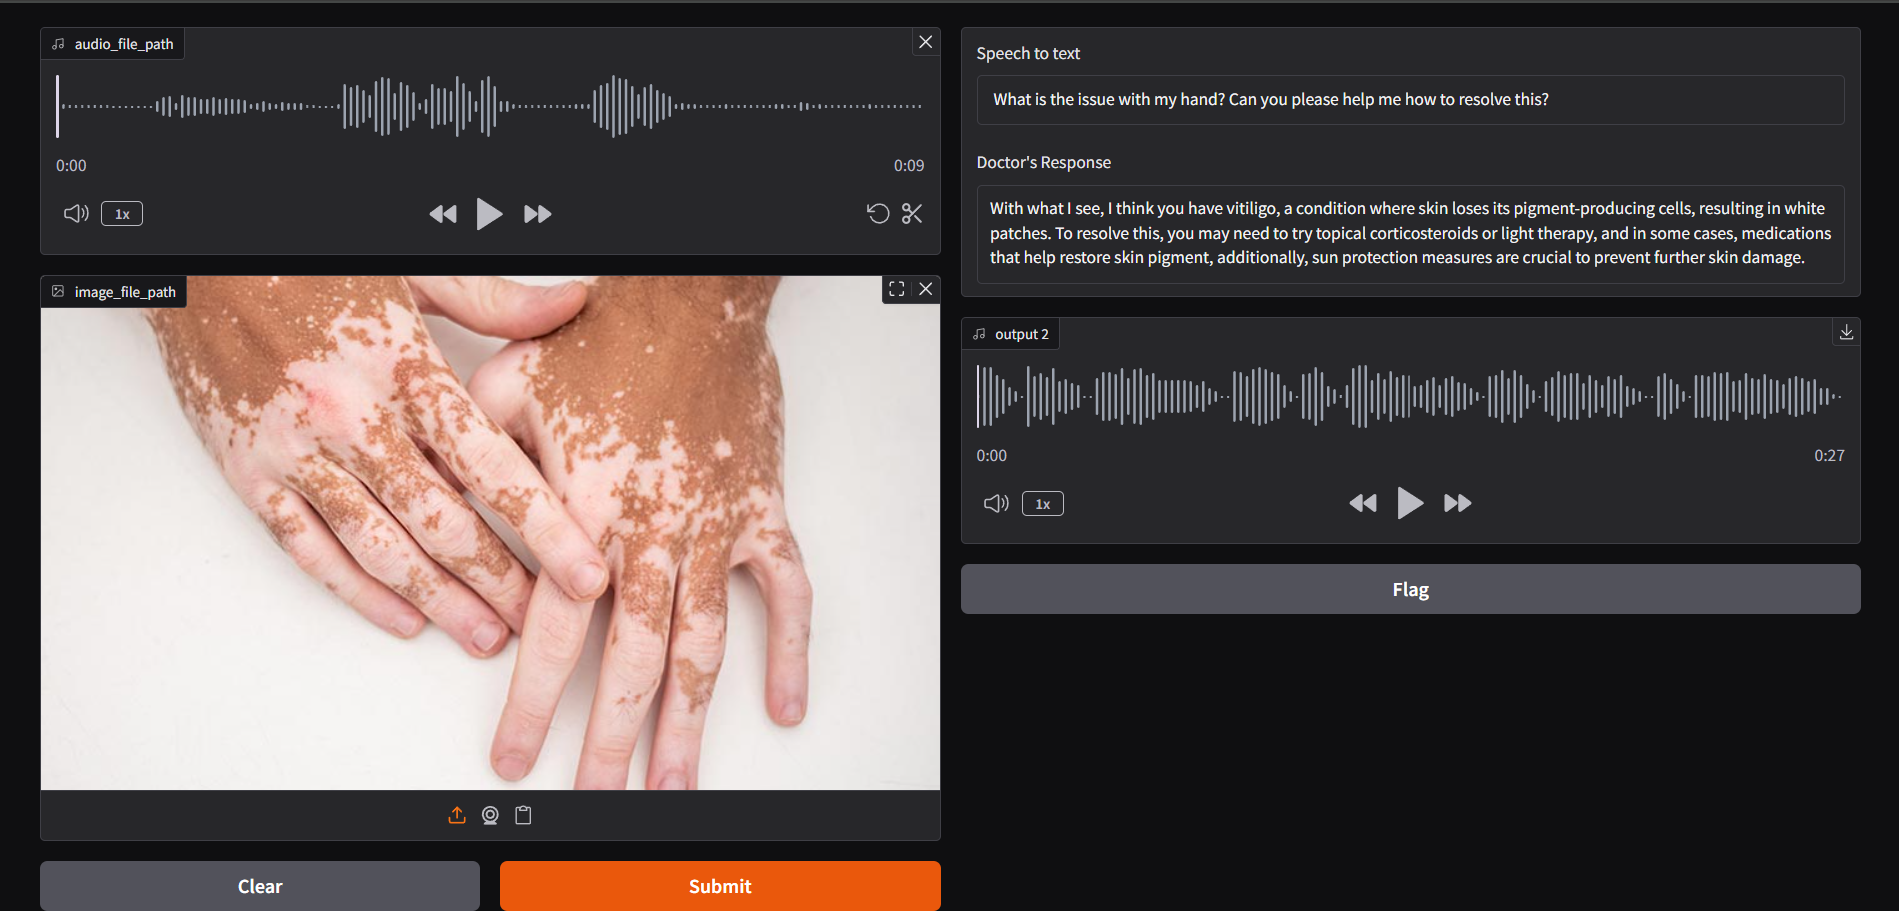 audio_file_path
0:00
0:09
1x
image_file_path
Clear
Submit
Speech to text
What is the issue with my hand? Can you please help me how to resolve this?
Doctor's Response
With what I see, I think you have vitiligo, a condition where skin loses its pigment-producing cells, resulting in white
patches. To resolve this, you may need to try topical corticosteroids or light therapy, and in some cases, medications
that help restore skin pigment, additionally, sun protection measures are crucial to prevent further skin damage.
output 2
0:00
0:27
1x
Flag